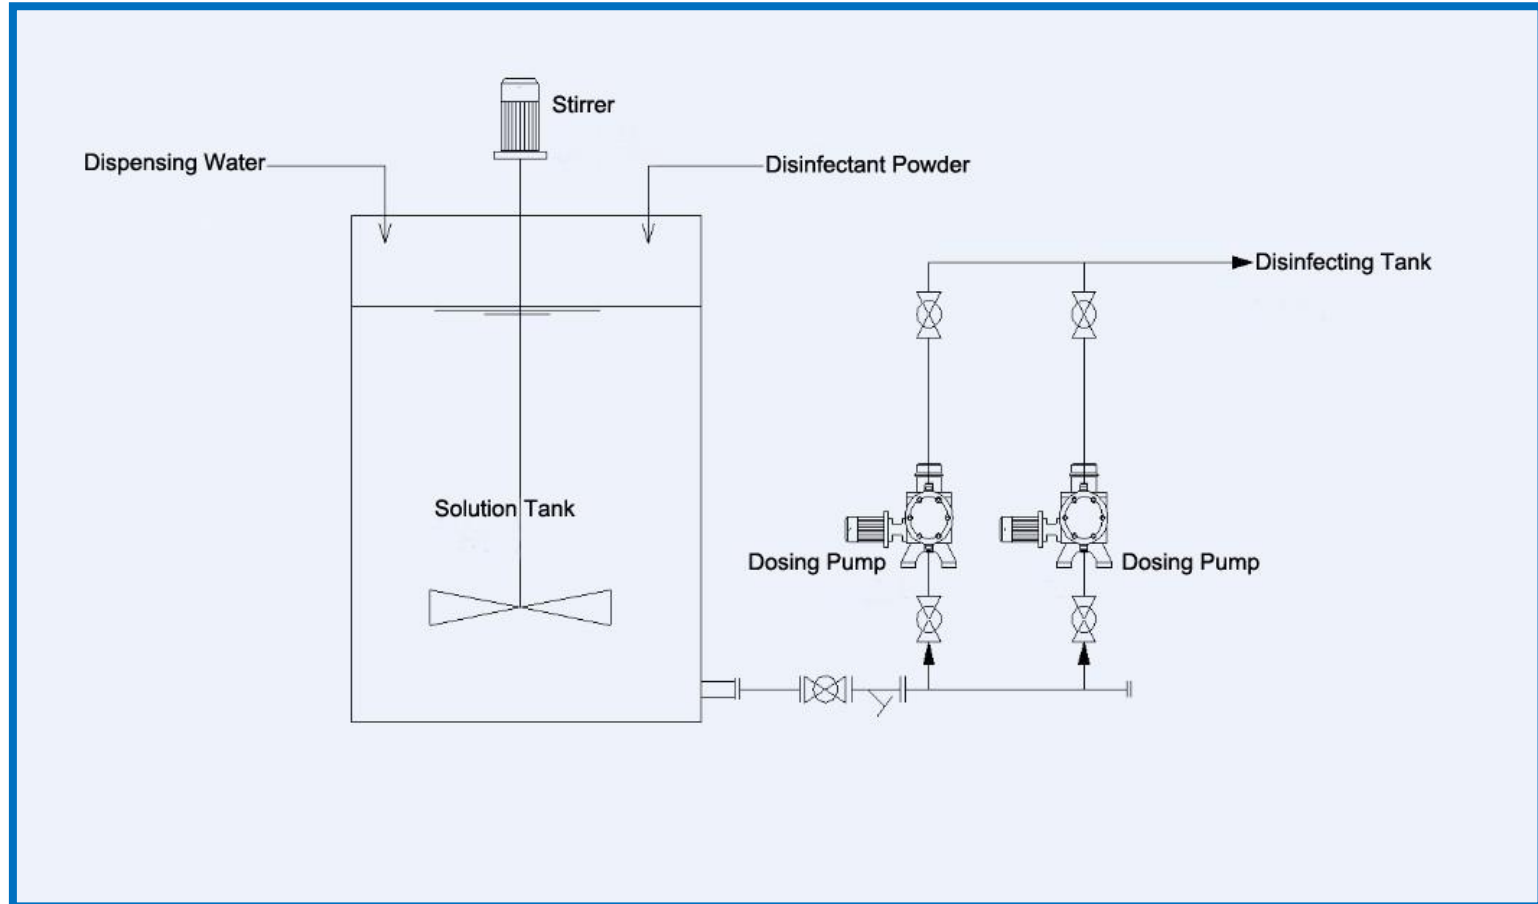 Stirrer
Dispensing Water
Disinfectant Powder
Disinfecting Tank
Solution Tank
Dosing Pump
Dosing Pump